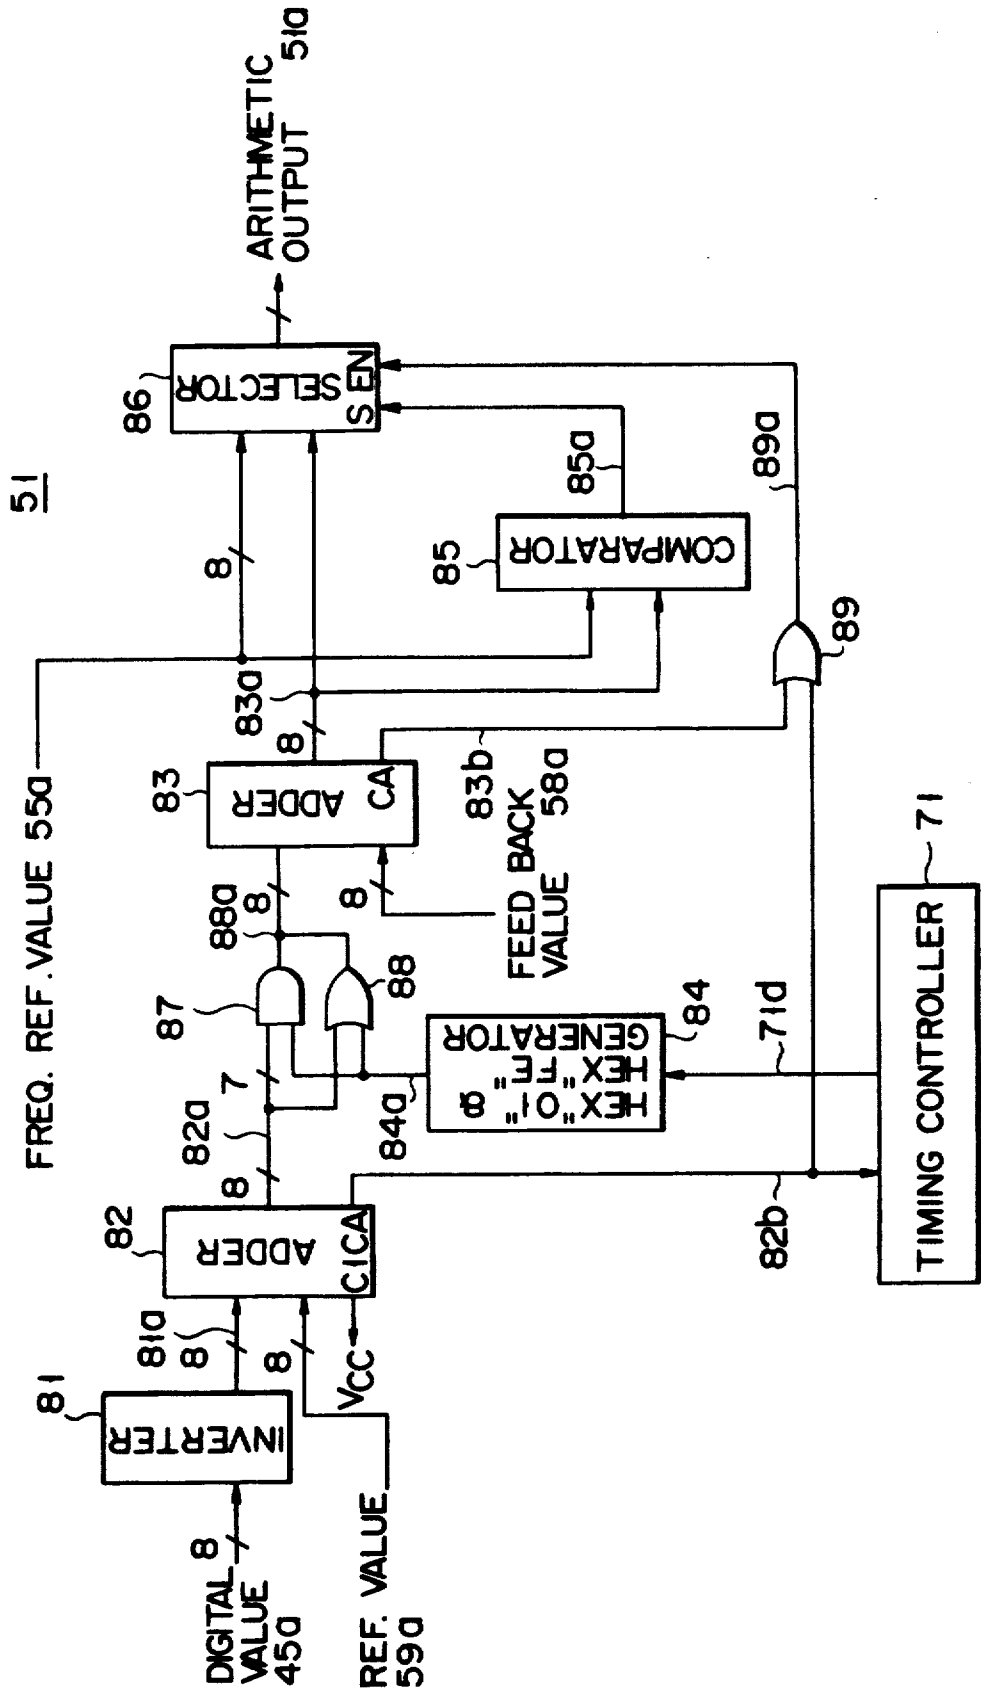 51
FREQ. REF. VALUE 55a
DIGITAL
VALUE
45a
8
INVERTER
81
81a
8
REF. VALUE
59a
8
VCC
ADDER
CI CA
82
82a
8
7
82b
87
88
88a
8
HEX "01" &
HEX "FE"
GENERATOR
84
84a
71d
TIMING CONTROLLER
71
FEED BACK
VALUE 58a
8
ADDER
CA
83
83a
8
83b
8
COMPARATOR
85
85a
89
89a
SELECTOR
S EN
86
ARITHMETIC
OUTPUT 51a